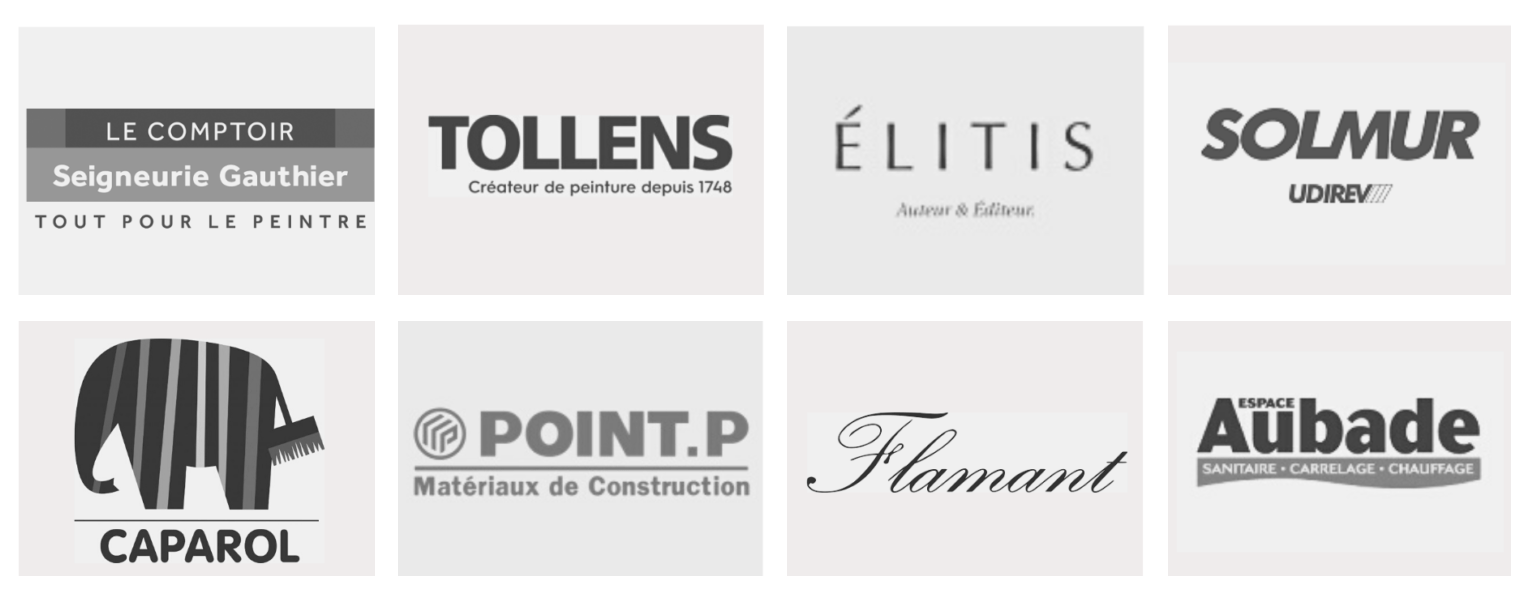 LE COMPTOIR
Seigneurie Gauthier
TOUT POUR LE PEINTRE
TOLLENS
Créateur de peinture depuis 1748
ÉLITIS
Auteur & Éditeur.
SOLMUR
UDIREV
CAPAROL
POINT.P
Matériaux de Construction
Flamant
ESPACE
Aubade
SANITAIRE • CARRELAGE • CHAUFFAGE